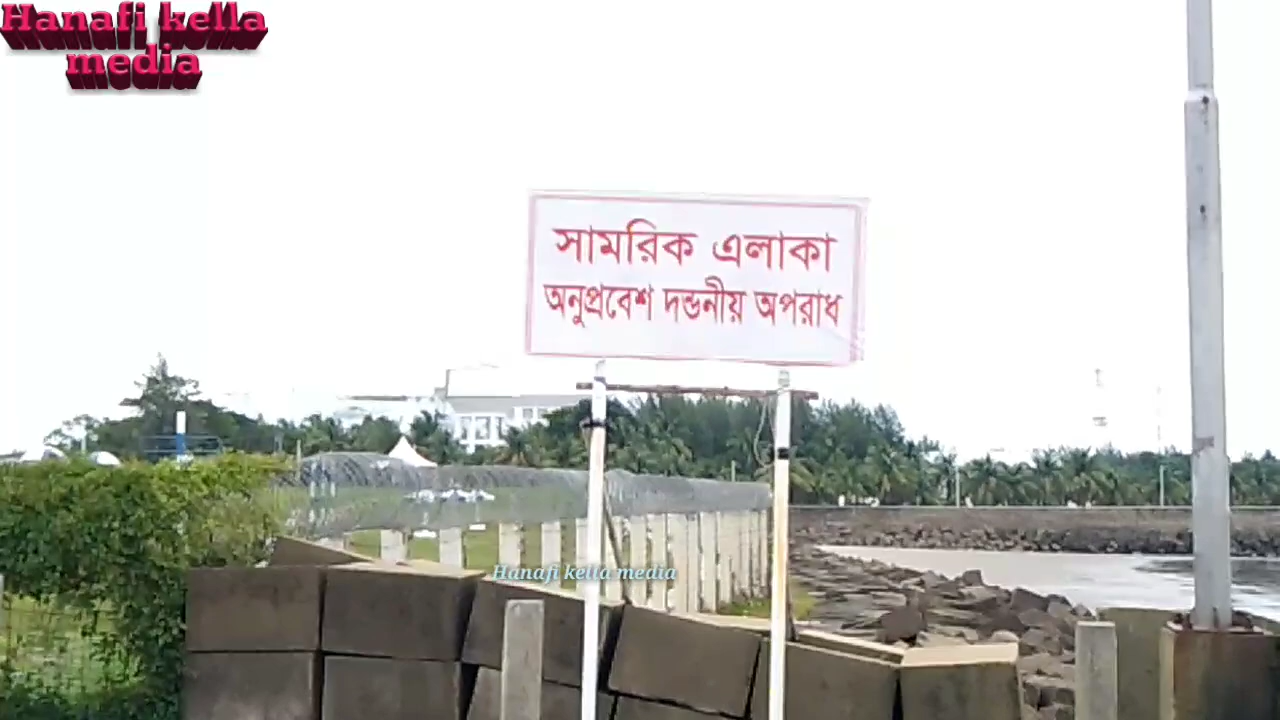 Hanafi kella
media
সামরিক এলাকা
অনুপ্রবেশ দন্ডনীয় অপরাধ
Hanafi kella media